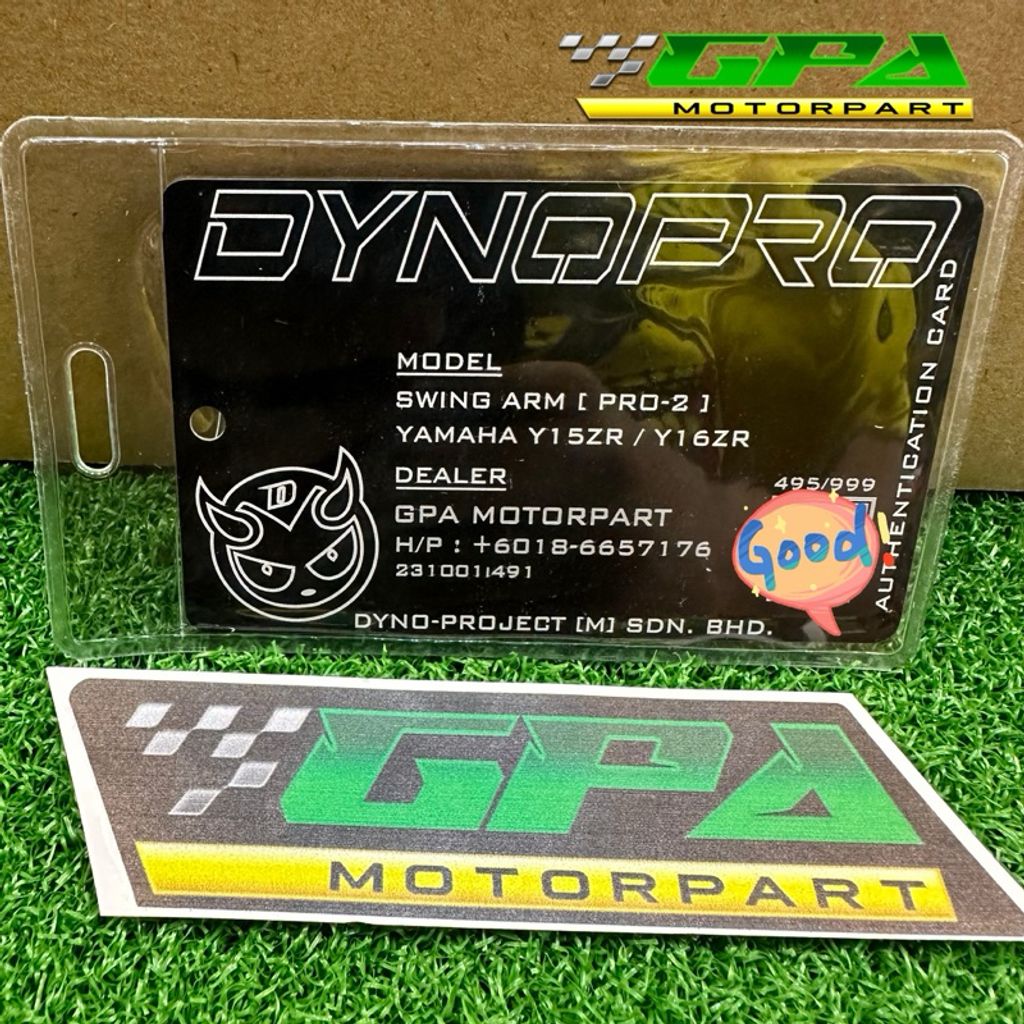 GPA
MOTORPART
DYNOPRO
AUTHENTICATION CARD
MODEL
SWING ARM [ PRO-2 ]
YAMAHA Y15ZR / Y16ZR
DEALER
GPA MOTORPART
H/P : +6018-6657176
495/999
Good!
D
DYNO-PROJECT [M] SDN. BHD.
GPA
MOTORPART